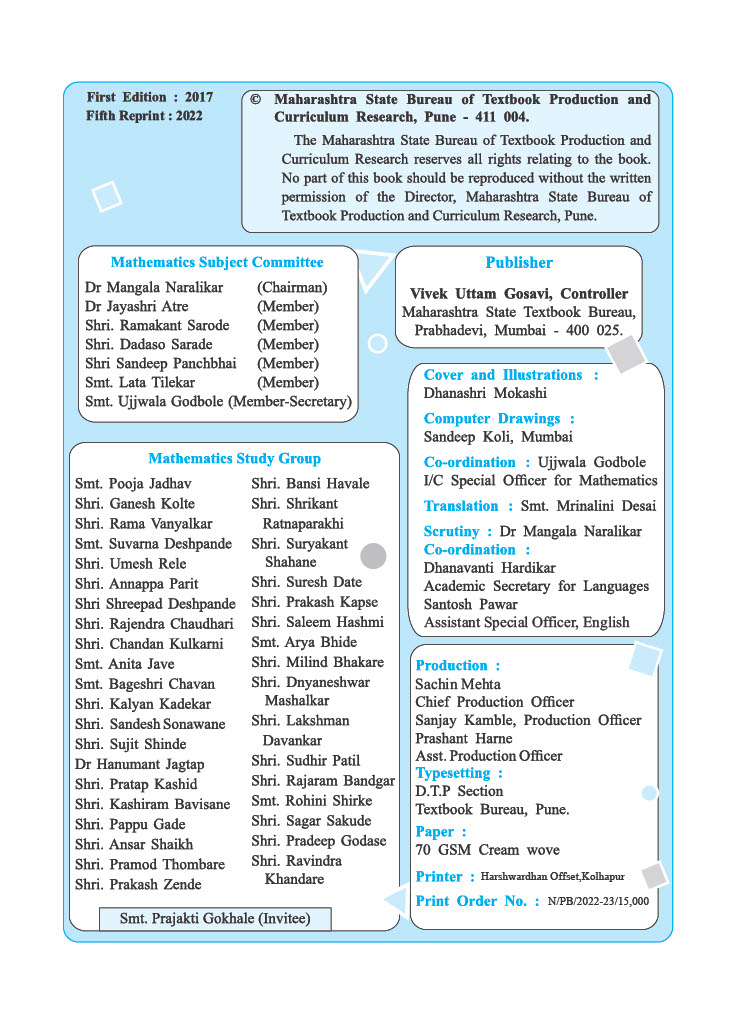 First Edition : 2017
Fifth Reprint : 2022
© Maharashtra State Bureau of Textbook Production and
Curriculum Research, Pune - 411 004.
The Maharashtra State Bureau of Textbook Production and
Curriculum Research reserves all rights relating to the book.
No part of this book should be reproduced without the written
permission of the Director, Maharashtra State Bureau of
Textbook Production and Curriculum Research, Pune.
Mathematics Subject Committee
Dr Mangala Naralikar (Chairman)
Dr Jayashri Atre (Member)
Shri. Ramakant Sarode (Member)
Shri. Dadaso Sarade (Member)
Shri Sandeep Panchbhai (Member)
Smt. Lata Tilekar (Member)
Smt. Ujjwala Godbole (Member-Secretary)
Mathematics Study Group
Smt. Pooja Jadhav
Shri. Ganesh Kolte
Shri. Rama Vanyalkar
Smt. Suvarna Deshpande
Shri. Umesh Rele
Shri. Annappa Parit
Shri Shreepad Deshpande
Shri. Rajendra Chaudhari
Shri. Chandan Kulkarni
Smt. Anita Jave
Smt. Bageshri Chavan
Shri. Kalyan Kadekar
Shri. Sandesh Sonawane
Shri. Sujit Shinde
Dr Hanumant Jagtap
Shri. Pratap Kashid
Shri. Kashiram Bavisane
Shri. Pappu Gade
Shri. Ansar Shaikh
Shri. Pramod Thombare
Shri. Prakash Zende
Shri. Bansi Havale
Shri. Shrikant
Ratnaparakhi
Shri. Suryakant
Shahane
Shri. Suresh Date
Shri. Prakash Kapse
Shri. Saleem Hashmi
Smt. Arya Bhide
Shri. Milind Bhakare
Shri. Dnyaneshwar
Mashalkar
Shri. Lakshman
Davankar
Shri. Sudhir Patil
Shri. Rajaram Bandgar
Smt. Rohini Shirke
Shri. Sagar Sakude
Shri. Pradeep Godase
Shri. Ravindra
Khandare
Smt. Prajakti Gokhale (Invitee)
Publisher
Vivek Uttam Gosavi, Controller
Maharashtra State Textbook Bureau,
Prabhadevi, Mumbai - 400 025.
Cover and Illustrations :
Dhanashri Mokashi
Computer Drawings :
Sandeep Koli, Mumbai
Co-ordination : Ujjwala Godbole
I/C Special Officer for Mathematics
Translation : Smt. Mrinalini Desai
Scrutiny : Dr Mangala Naralikar
Co-ordination :
Dhanavanti Hardikar
Academic Secretary for Languages
Santosh Pawar
Assistant Special Officer, English
Production :
Sachin Mehta
Chief Production Officer
Sanjay Kamble, Production Officer
Prashant Harne
Asst. Production Officer
Typesetting :
D.T.P Section
Textbook Bureau, Pune.
Paper :
70 GSM Cream wove
Printer : Harshwardhan Offset,Kolhapur
Print Order No. : N/PB/2022-23/15,000